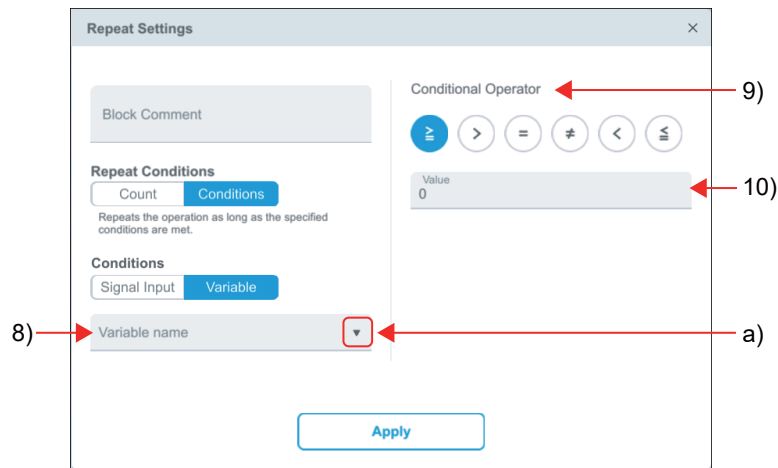 Repeat Settings ×
Block Comment
Repeat Conditions
Count Conditions
Repeats the operation as long as the specified
conditions are met.
Conditions
Signal Input Variable
8) Variable name ▼ a)
Conditional Operator 9)
≧ > = ≠ < ≦
Value
0 10)
Apply